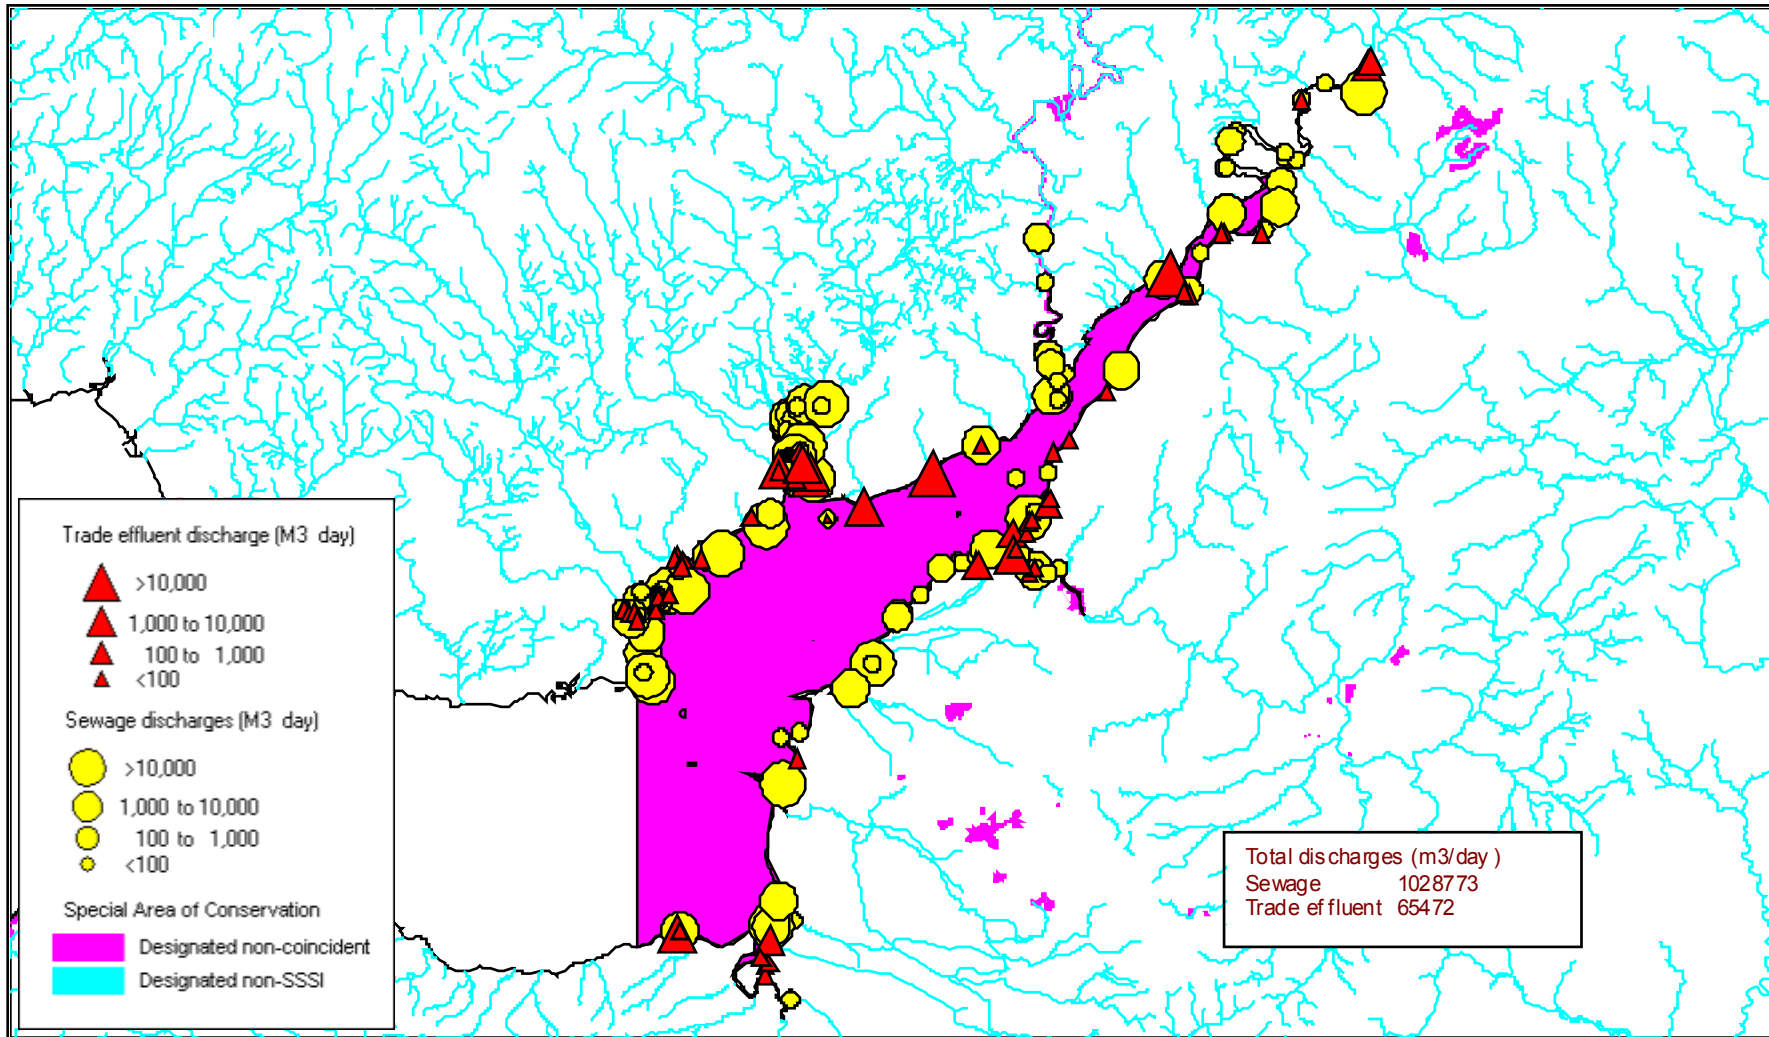 Trade effluent discharge (M3 day)
>10,000
1,000 to 10,000
100 to 1,000
<100
Sewage discharges (M3 day)
>10,000
1,000 to 10,000
100 to 1,000
<100
Special Area of Conservation
Designated non-coincident
Designated non-SSSI
Total discharges (m3/day)
Sewage 1028773
Trade effluent 65472